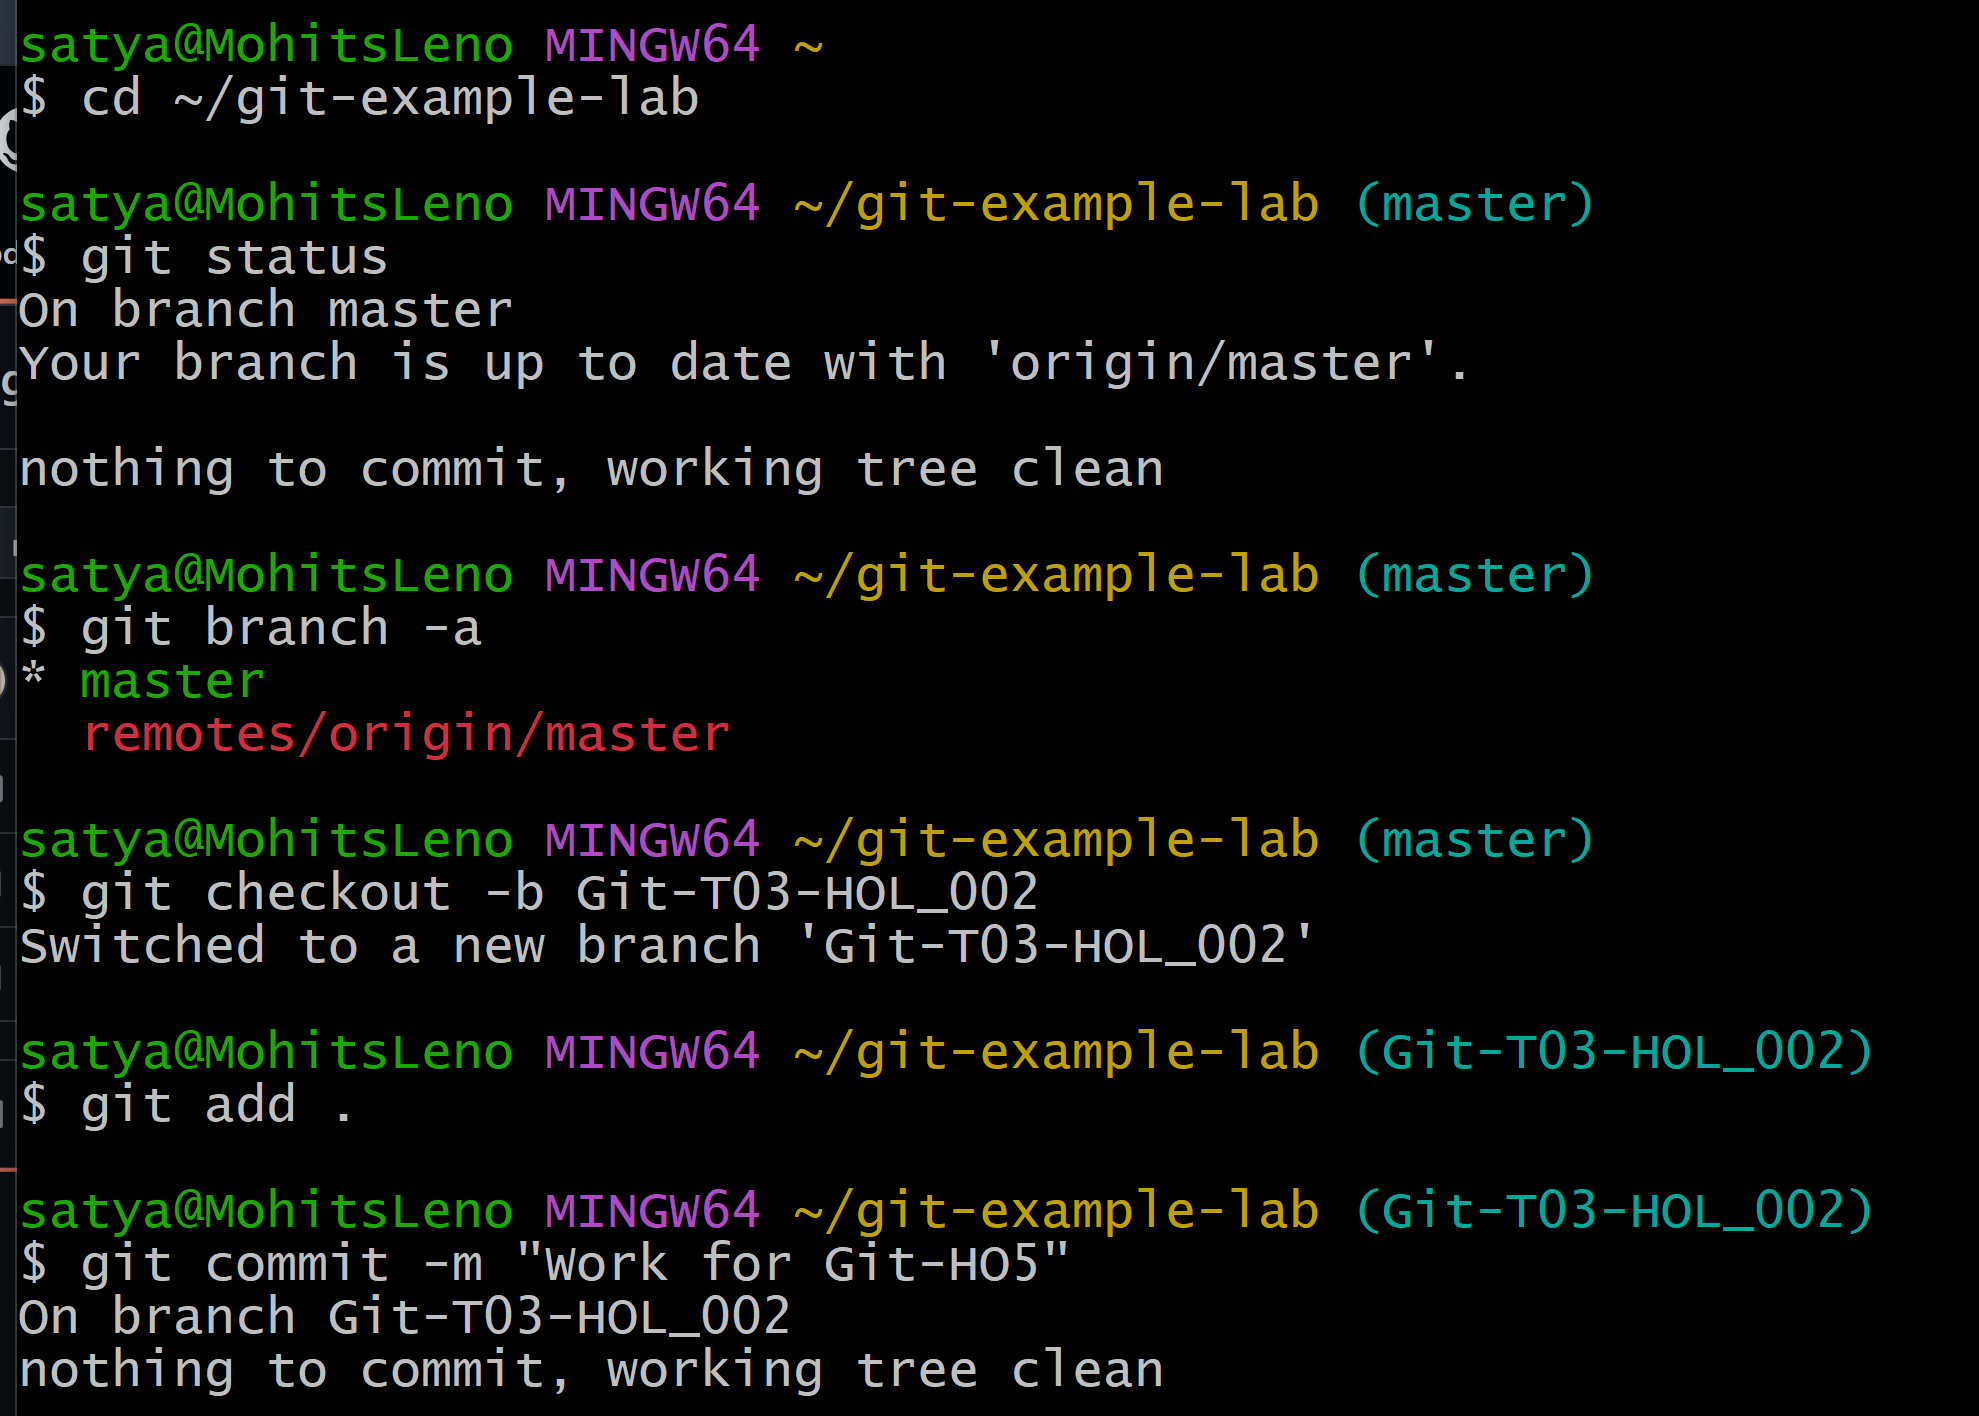 satya@MohitsLeno MINGW64 ~
$ cd ~/git-example-lab
satya@MohitsLeno MINGW64 ~/git-example-lab (master)
$ git status
On branch master
Your branch is up to date with 'origin/master'.
nothing to commit, working tree clean
satya@MohitsLeno MINGW64 ~/git-example-lab (master)
$ git branch -a
* master
remotes/origin/master
satya@MohitsLeno MINGW64 ~/git-example-lab (master)
$ git checkout -b Git-T03-HOL_002
Switched to a new branch 'Git-T03-HOL_002'
satya@MohitsLeno MINGW64 ~/git-example-lab (Git-T03-HOL_002)
$ git add .
satya@MohitsLeno MINGW64 ~/git-example-lab (Git-T03-HOL_002)
$ git commit -m "Work for Git-HO5"
On branch Git-T03-HOL_002
nothing to commit, working tree clean